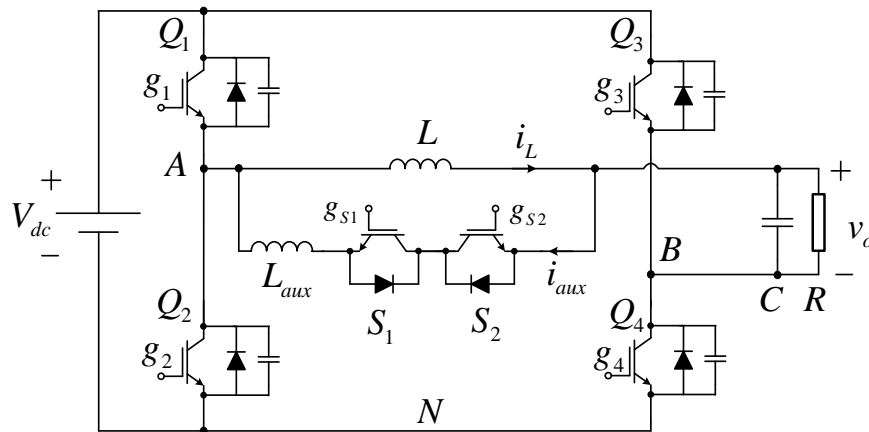 Q1
Q3
g1
g3
L
iL
A
+
Vdc
−
gS1
gS2
+
vo
−
B
Laux
iaux
S1
S2
C
R
Q2
Q4
g2
g4
N